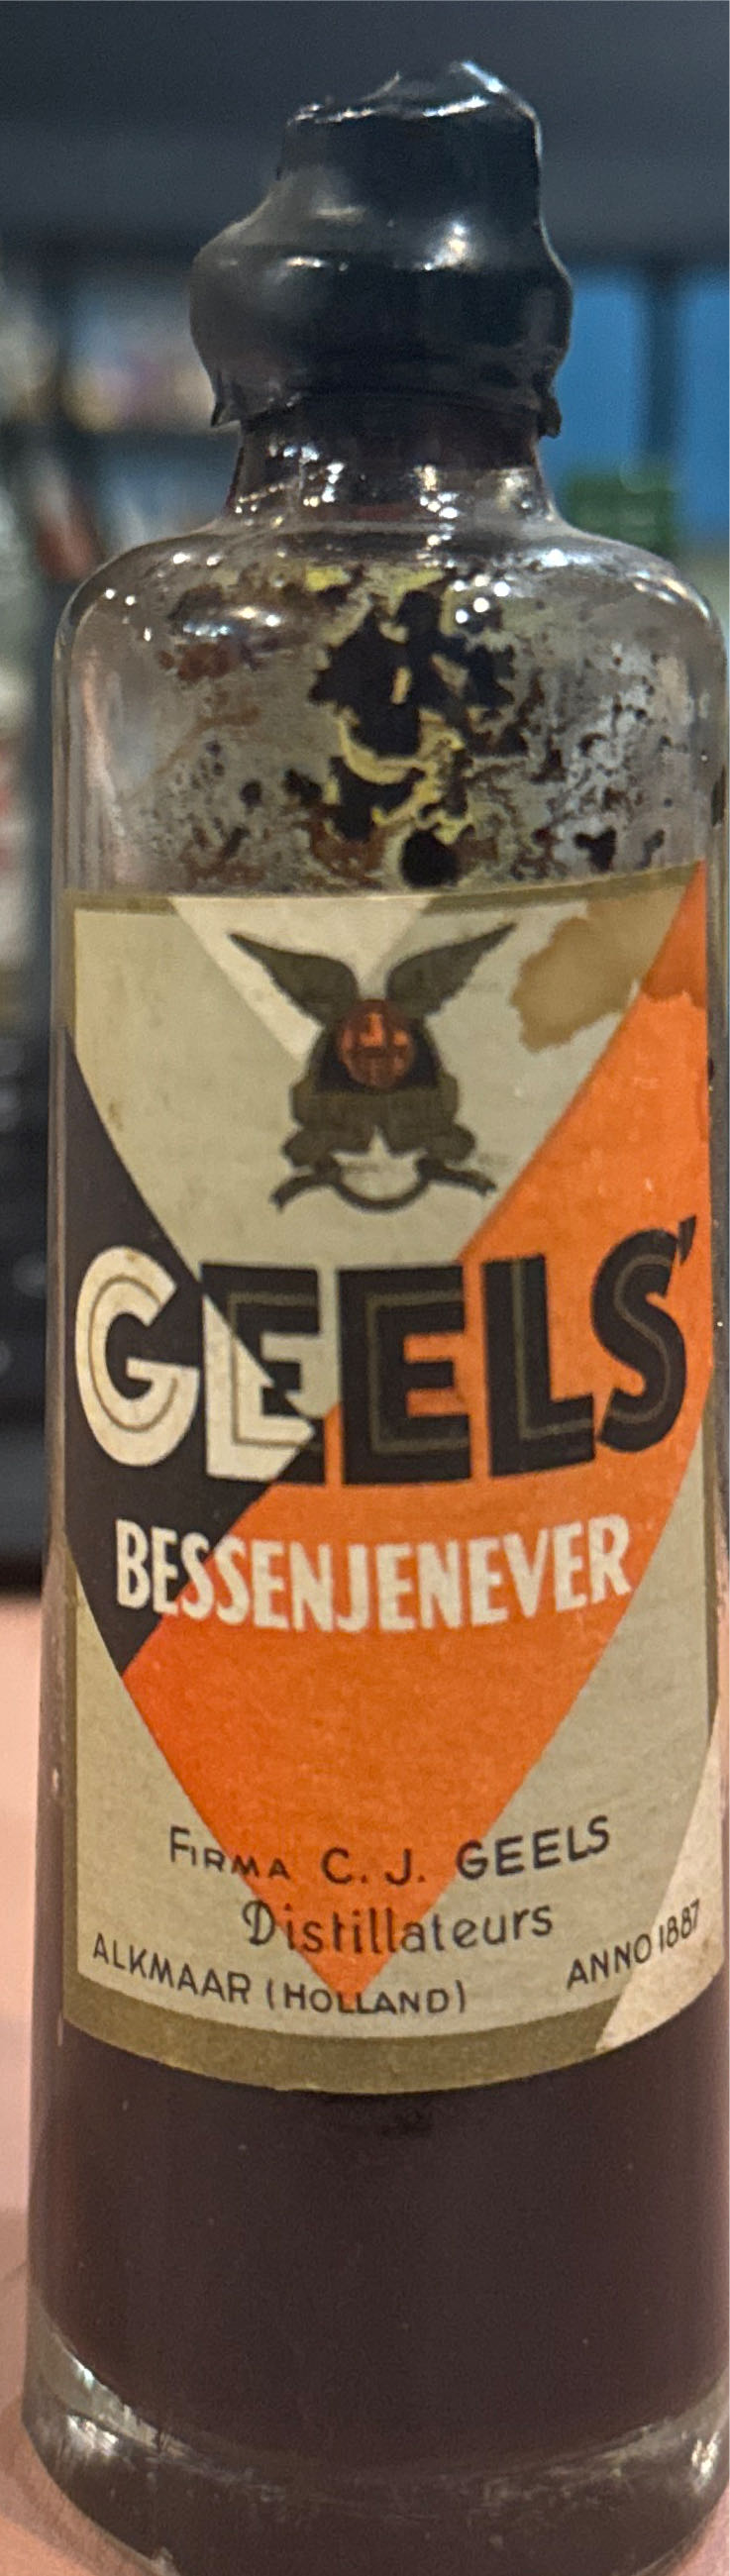 GEELS'
BESSENJENEVER
FIRMA C. J. GEELS
Distillateurs
ALKMAAR (HOLLAND) ANNO 1887